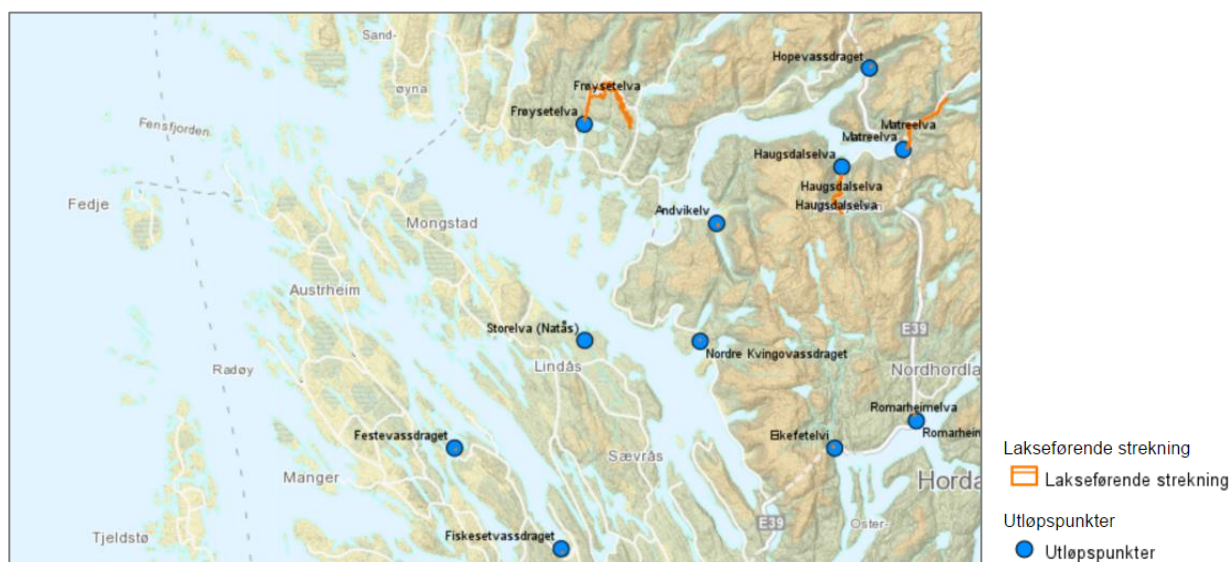 Sand-
øyna
Hopevassdraget
Frøysetelva
Frøysetelva
Fensfjorden
Matreelva
Matreelva
Haugsdalselva
Haugsdalselva
Haugsdalselva
Fedje
Mongstad
Andvikelv
Austrheim
Storelva (Natås)
E39
Nordre Kvingovassdraget
Lindås
Radøy
Nordhordla
Romarheimelva
Romarheim
Festevassdraget
Eikefetelvi
Sævrås
Manger
Horda
Lakseførende strekning
Lakseførende strekning
Utløpspunkter
Utløpspunkter
Tjeldstø
Fiskesetvassdraget
E39
Oster-